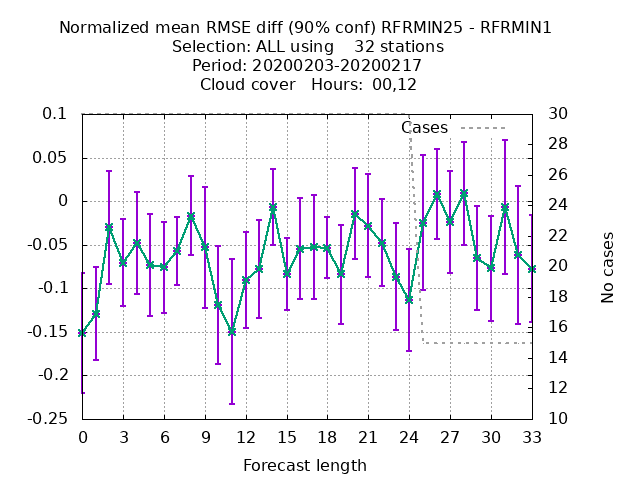 Normalized mean RMSE diff (90% conf) RFRMIN25 - RFRMIN1
Selection: ALL using    32 stations
Period: 20200203-20200217
Cloud cover   Hours:  00,12
Cases
0.1
0.05
0
-0.05
-0.1
-0.15
-0.2
-0.25
30
28
26
24
22
20
18
16
14
12
10
No cases
0 3 6 9 12 15 18 21 24 27 30 33
Forecast length